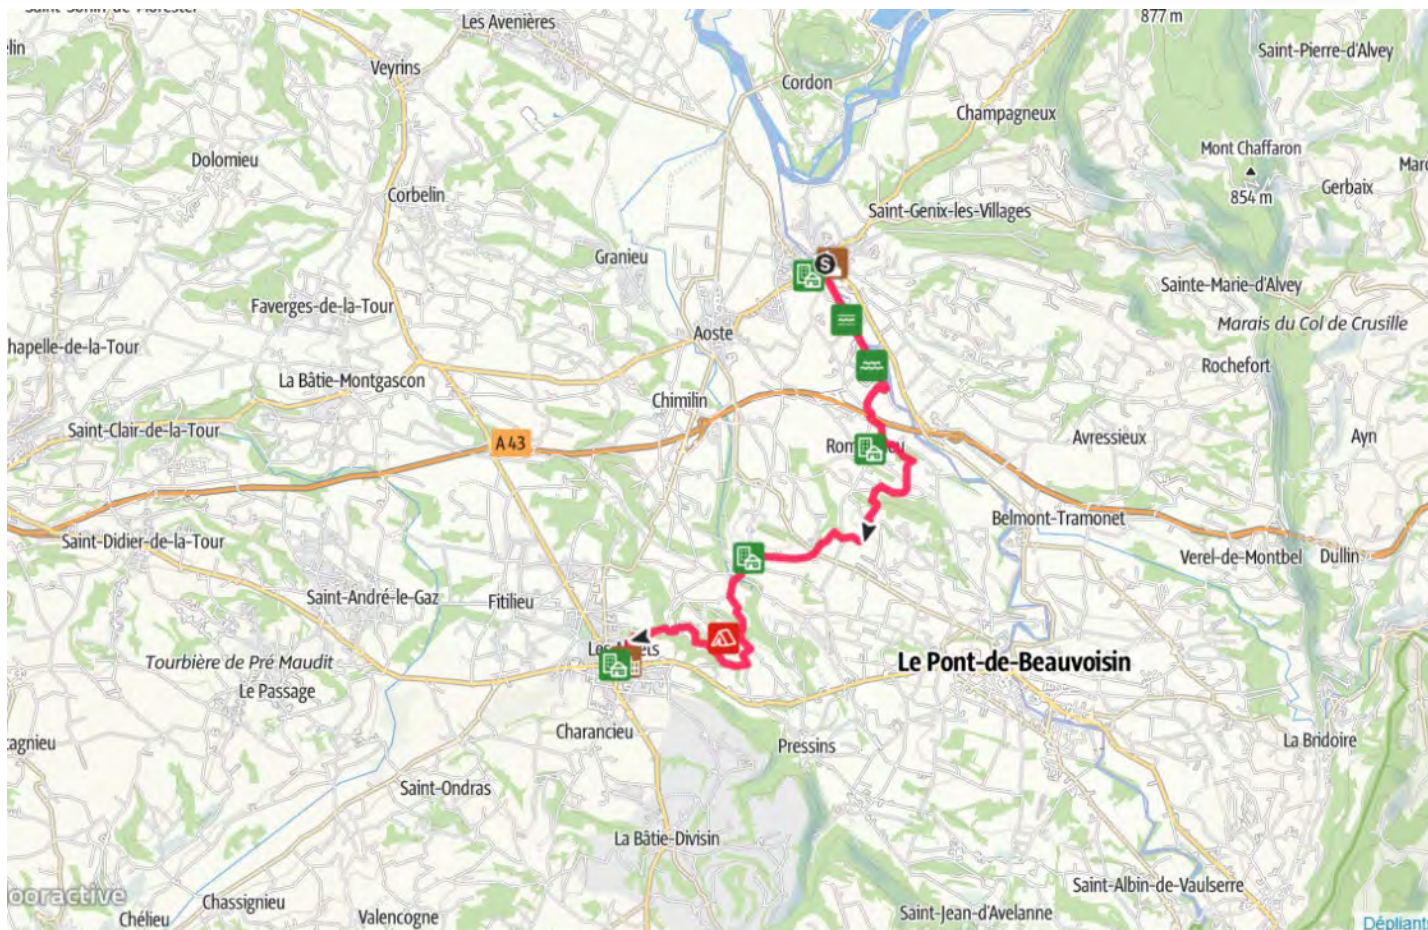 Les Avenières
877 m
Saint-Pierre-d'Alvey
Veyrins
Cordon
Champagneux
Dolomieu
Mont Chaffaron
Gerbaix
854 m
Corbelin
Saint-Genix-les-Villages
S
Granieu
Sainte-Marie-d'Alvey
Faverges-de-la-Tour
Aoste
Marais du Col de Crusille
hapelle-de-la-Tour
Rochefort
La Bâtie-Montgascon
Chimilin
Saint-Clair-de-la-Tour
A 43
Avressieux
Ayn
Belmont-Tramonet
Saint-Didier-de-la-Tour
Verel-de-Montbel
Dullin
Saint-André-le-Gaz
Fitilieu
Tourbière de Pré Maudit
Le Pont-de-Beauvoisin
Le Passage
Charancieu
Pressins
La Bridoire
agnieu
Saint-Ondras
La Bâtie-Divisin
Saint-Albin-de-Vaulserre
ooractive
Chassignieu
Chélieu
Valencogne
Saint-Jean-d'Avelanne
Dépliant